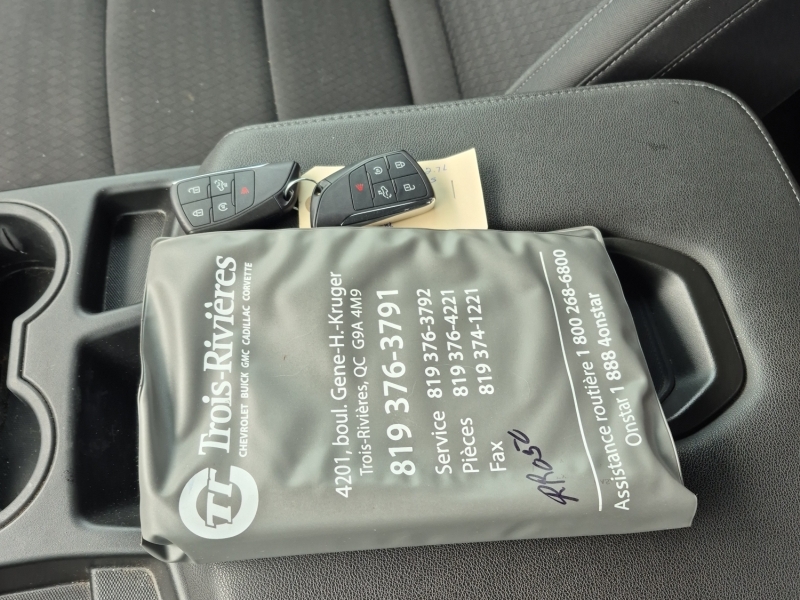 Trois-Rivières
CHEVROLET BUICK GMC CADILLAC CORVETTE
4201, boul. Gene-H.-Kruger
Trois-Rivières, QC G9A 4M9
819 376-3791
Service 819 376-3792
Pièces 819 376-4221
Fax 819 374-1221
RR050
Assistance routière 1 800 268-6800
Onstar 1 888 4onstar